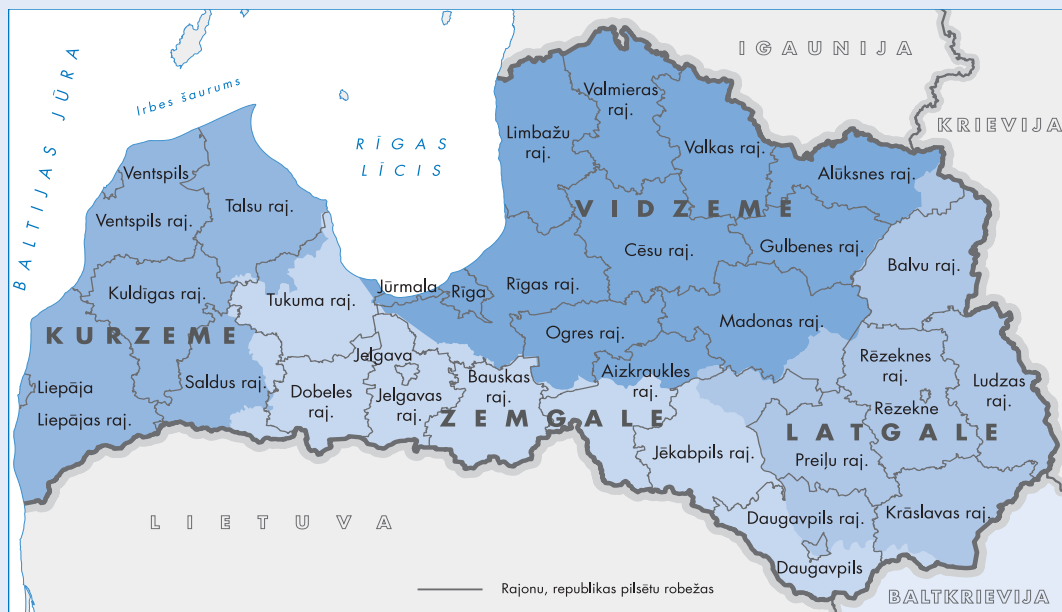 IGAUNIJA
KRIEVIJA
BALTIJAS JŪRA
Irbes šaurums
RĪGAS
LĪCIS
Valmieras
raj.
Limbažu
raj.
Valkas raj.
Alūksnes raj.
Ventspils
Ventspils raj.
Talsu raj.
VIDZEME
Cēsu raj.
Gulbenes raj.
Balvu raj.
Kuldīgas raj.
Tukuma raj.
Jūrmala
Rīga
Rīgas raj.
KURZEME
Ogres raj.
Madonas raj.
Jelgava
Rēzeknes
raj.
Liepāja
Liepājas raj.
Saldus raj.
Dobeles
raj.
Jelgavas
raj.
Bauskas
raj.
Aizkraukles
raj.
Ludzas
raj.
Rēzekne
ZEMGALE
LATGALE
Jēkabpils raj.
Preiļu raj.
LIETUVA
Daugavpils raj.
Krāslavas raj.
Daugavpils
Rajonu, republikas pilsētu robežas
BALTKRIEVIJA